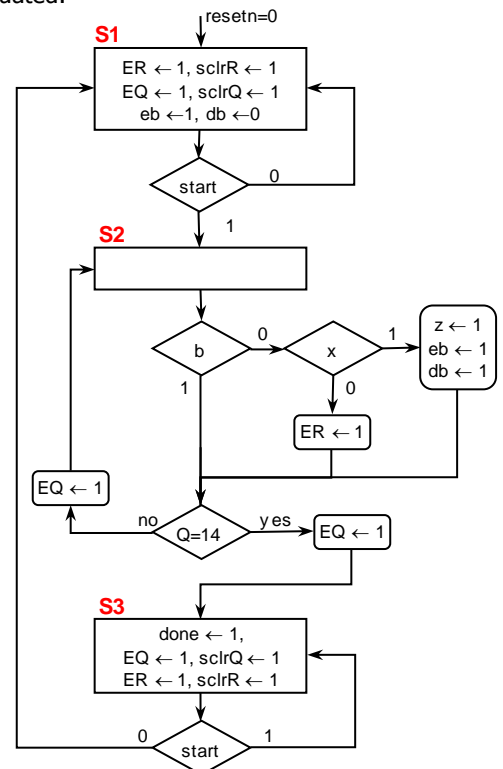 resetn=0
S1
ER ← 1, sclrR ← 1
EQ ← 1, sclrQ ← 1
eb ←1, db ←0
start
0
1
S2
b
0
x
1
z ← 1
eb ← 1
db ← 1
1
0
ER ← 1
EQ ← 1
no
Q=14
yes
EQ ← 1
S3
done ← 1,
EQ ← 1, sclrQ ← 1
ER ← 1, sclrR ← 1
0
start
1